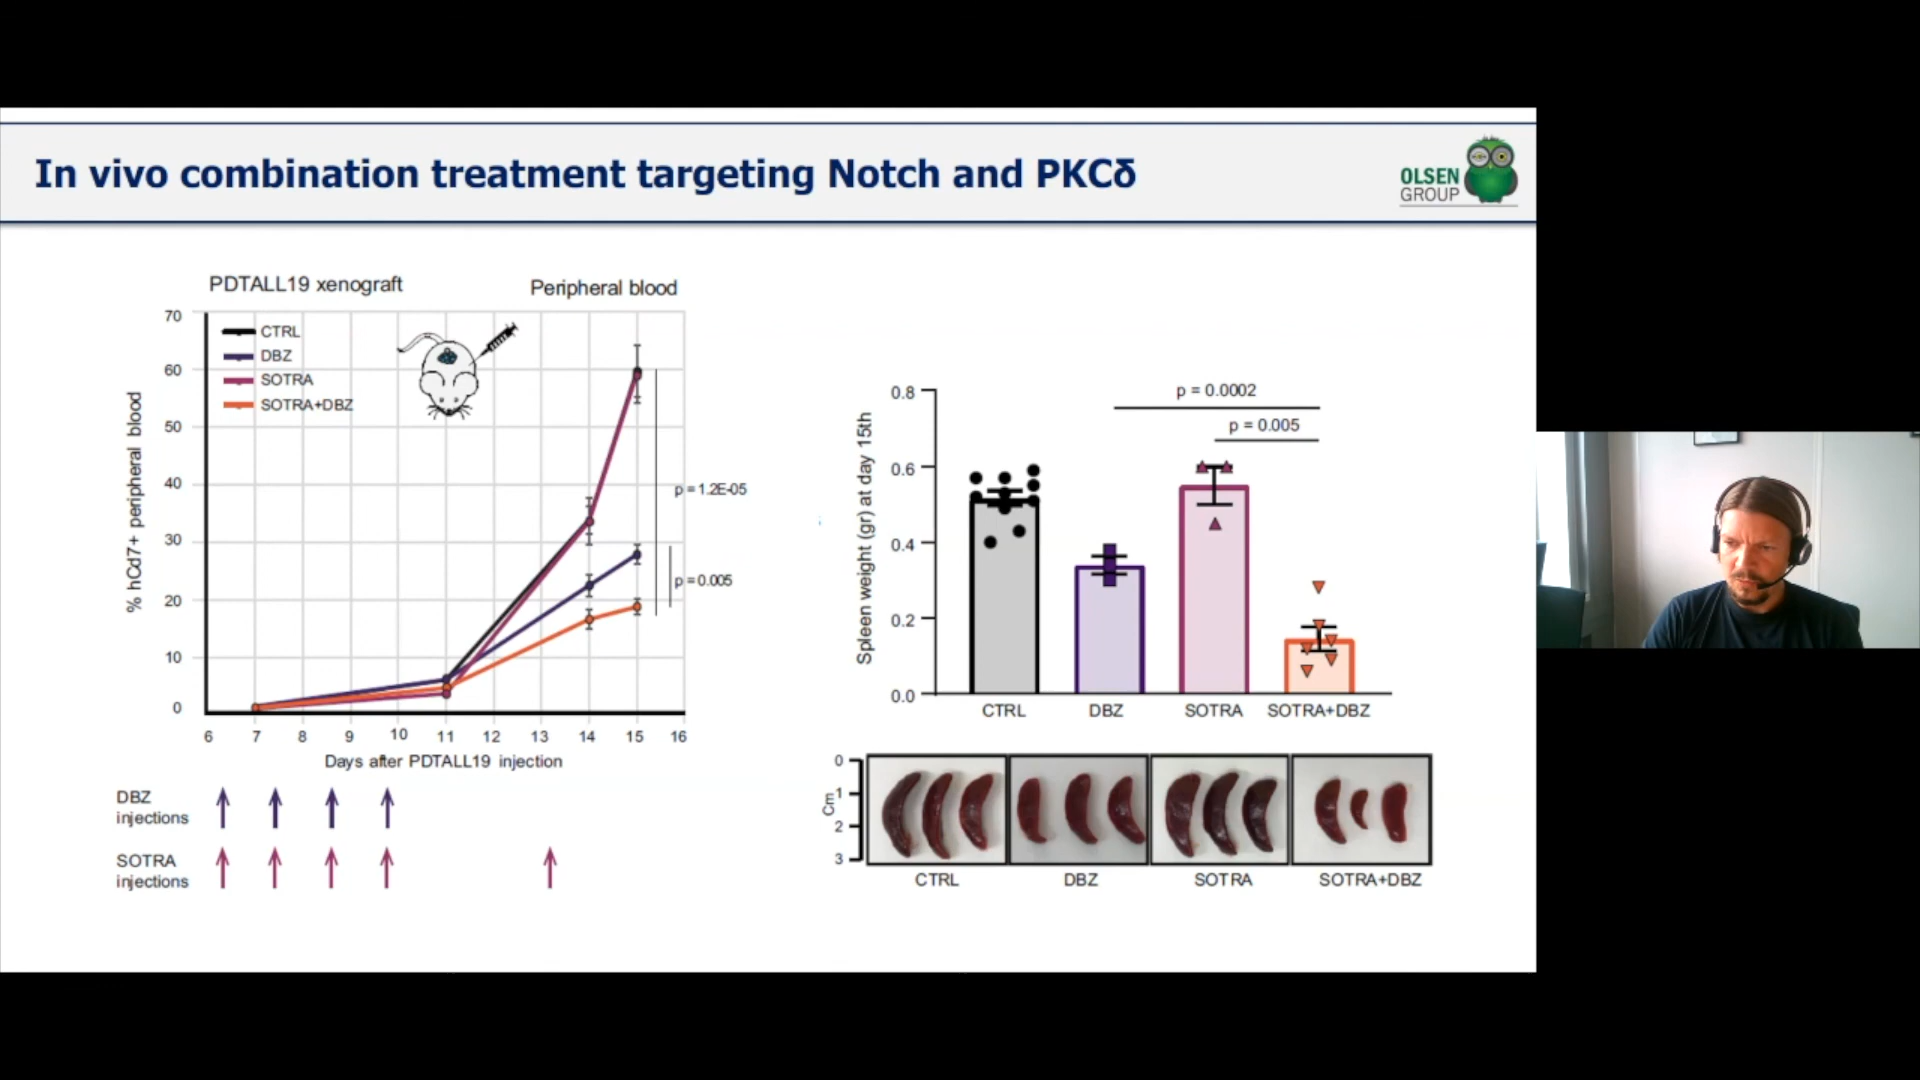 In vivo combination treatment targeting Notch and PKCδ
OLSEN
GROUP
PDTALL19 xenograft
Peripheral blood
70
60
50
40
30
20
10
0
% hCd7+ peripheral blood
CTRL
DBZ
SOTRA
SOTRA+DBZ
p = 1.2E-05
p = 0.005
6 7 8 9 10 11 12 13 14 15 16
Days after PDTALL19 injection
DBZ
injections
SOTRA
injections
Spleen weight (gr) at day 15th
0.8
0.6
0.4
0.2
0.0
p = 0.0002
p = 0.005
CTRL DBZ SOTRA SOTRA+DBZ
Cm
0
1
2
3
CTRL DBZ SOTRA SOTRA+DBZ